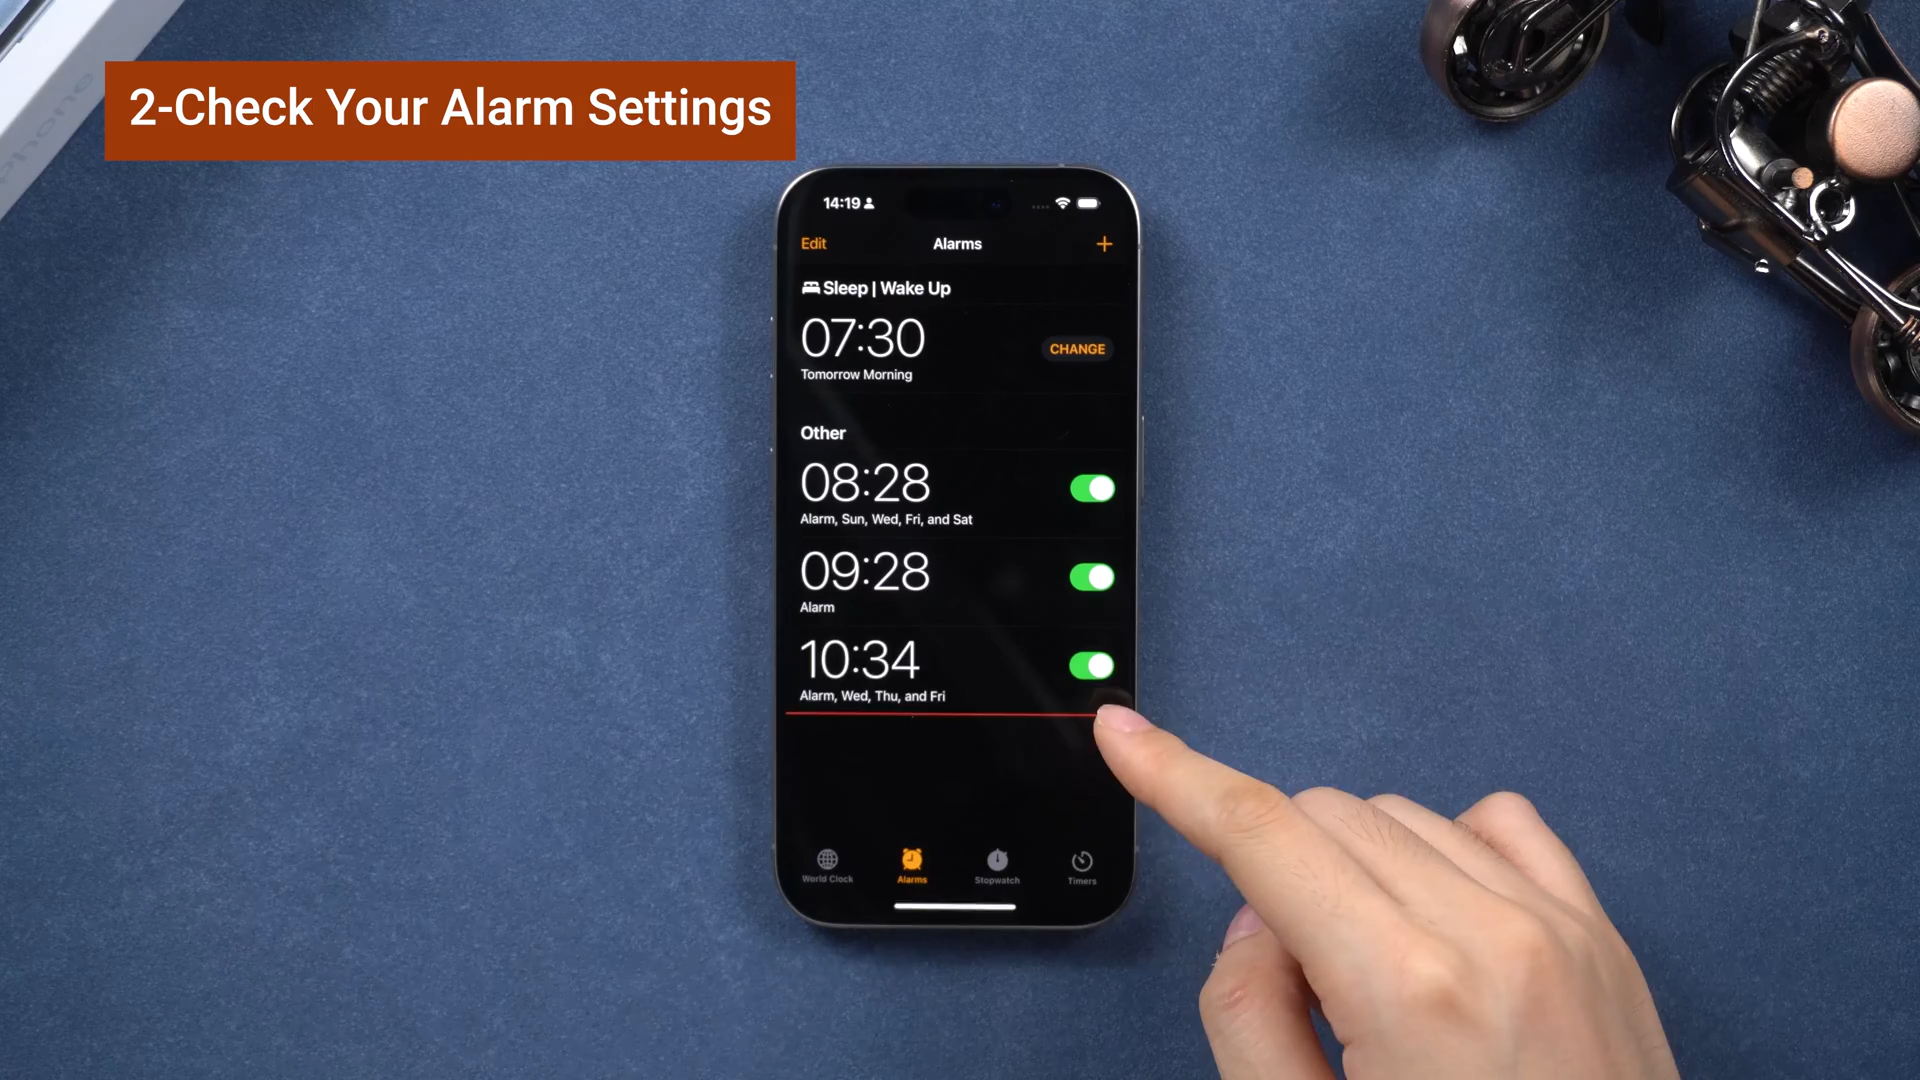 2-Check Your Alarm Settings
14:19
Edit
Alarms
Sleep | Wake Up
07:30
CHANGE
Tomorrow Morning
Other
08:28
Alarm, Sun, Wed, Fri, and Sat
09:28
Alarm
10:34
Alarm, Wed, Thu, and Fri
World Clock
Alarms
Stopwatch
Timers